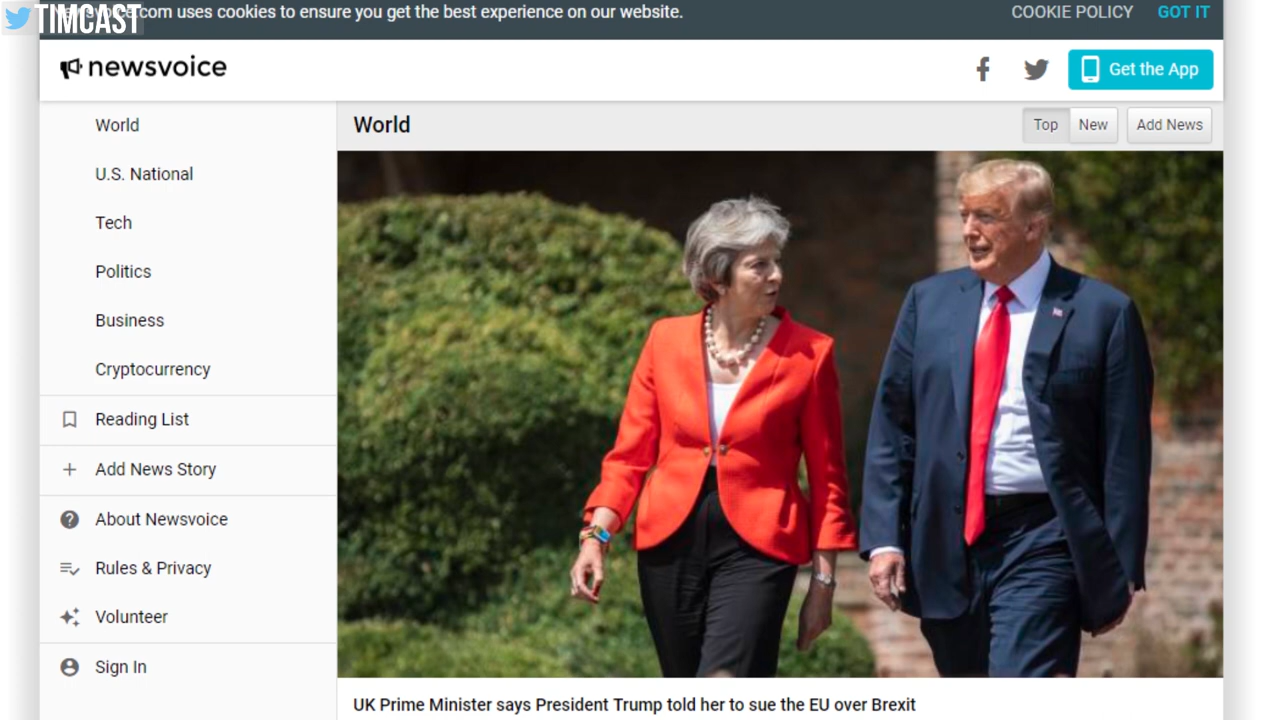 TIMCAST
.com uses cookies to ensure you get the best experience on our website.
COOKIE POLICY
GOT IT
newsvoice
Get the App
World
U.S. National
Tech
Politics
Business
Cryptocurrency
Reading List
Add News Story
About Newsvoice
Rules & Privacy
Volunteer
Sign In
World
Top
New
Add News
UK Prime Minister says President Trump told her to sue the EU over Brexit